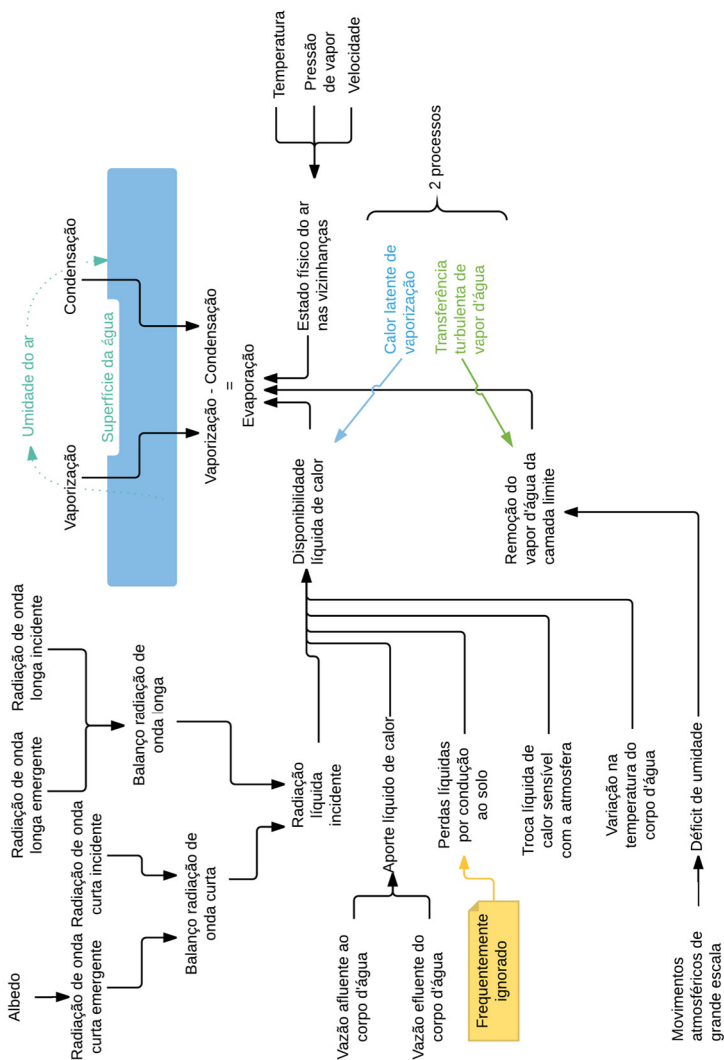 Albedo
Radiação de onda
curta emergente
Radiação de onda
curta incidente
Balanço radiação de
onda curta
Radiação de onda
longa emergente
Radiação de onda
longa incidente
Balanço radiação de
onda longa
Radiação
líquida
incidente
Vazão afluente ao
corpo d'água
Vazão efluente do
corpo d'água
Aporte líquido de calor
Frequentemente
ignorado
Perdas líquidas
por condução
ao solo
Troca líquida de
calor sensível
com a atmosfera
Variação na
temperatura do
corpo d'água
Movimentos
atmosféricos de
grande escala
Déficit de umidade
Umidade do ar
Vaporização
Condensação
Superfície da água
Vaporização - Condensação
=
Evaporação
Disponibilidade
líquida de calor
Estado físico do ar
nas vizinhanças
Temperatura
Pressão
de vapor
Velocidade
Calor latente de
vaporização
Transferência
turbulenta de
vapor d'água
2 processos
Remoção do
vapor d'água da
camada limite